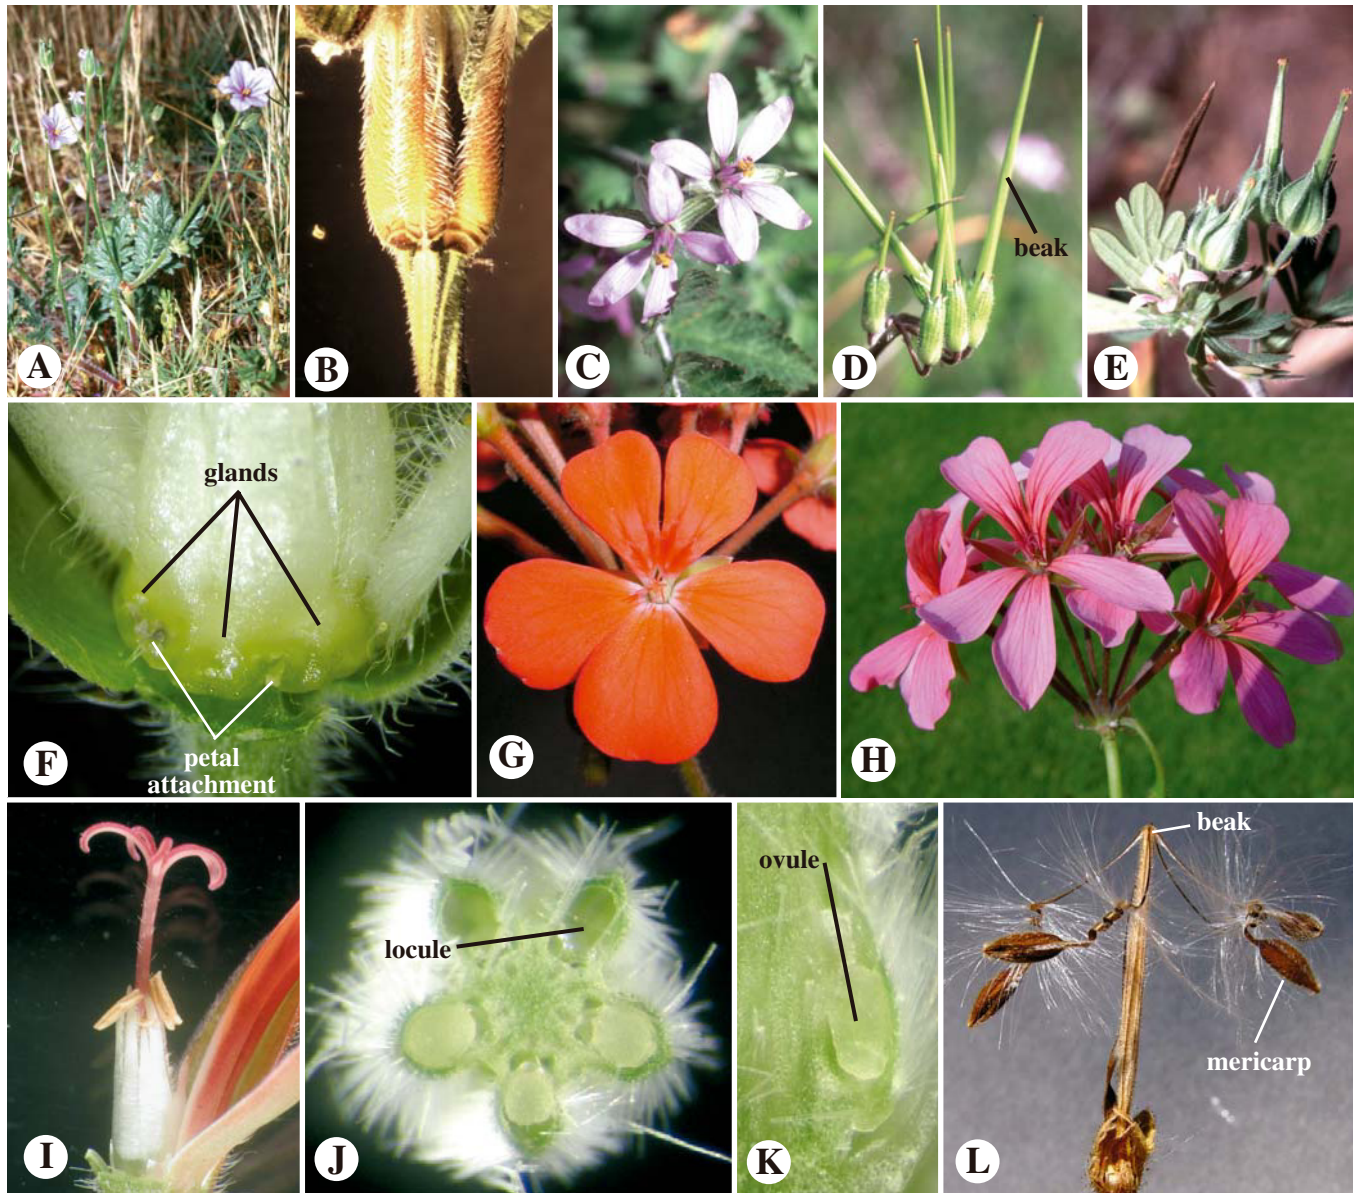 A
B
C
beak
D
E
glands
petal
attachment
F
G
H
I
locule
J
ovule
K
beak
mericarp
L